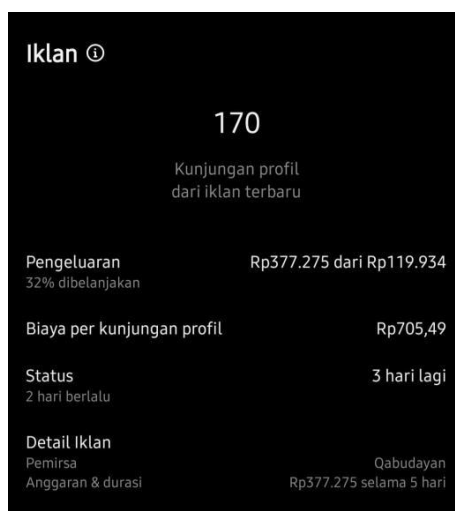 Iklan
170
Kunjungan profil
dari iklan terbaru
Pengeluaran Rp377.275 dari Rp119.934
32% dibelanjakan
Biaya per kunjungan profil Rp705,49
Status 3 hari lagi
2 hari berlalu
Detail Iklan
Pemirsa Qabudayan
Anggaran & durasi Rp377.275 selama 5 hari